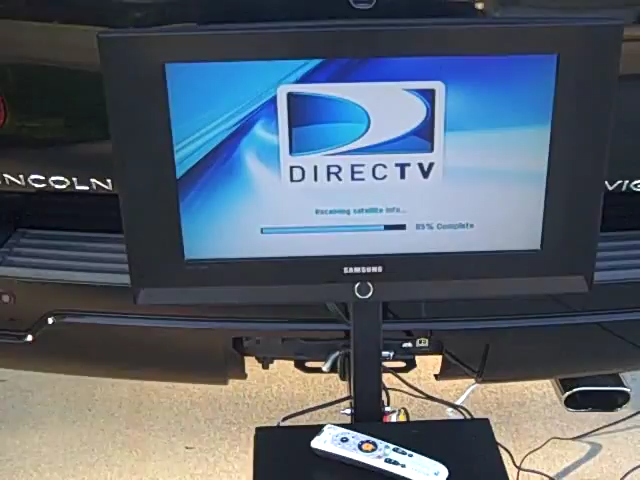 DIRECTV
Receiving satellite info...
85% Complete
SAMSUNG
INCOLN
VIG